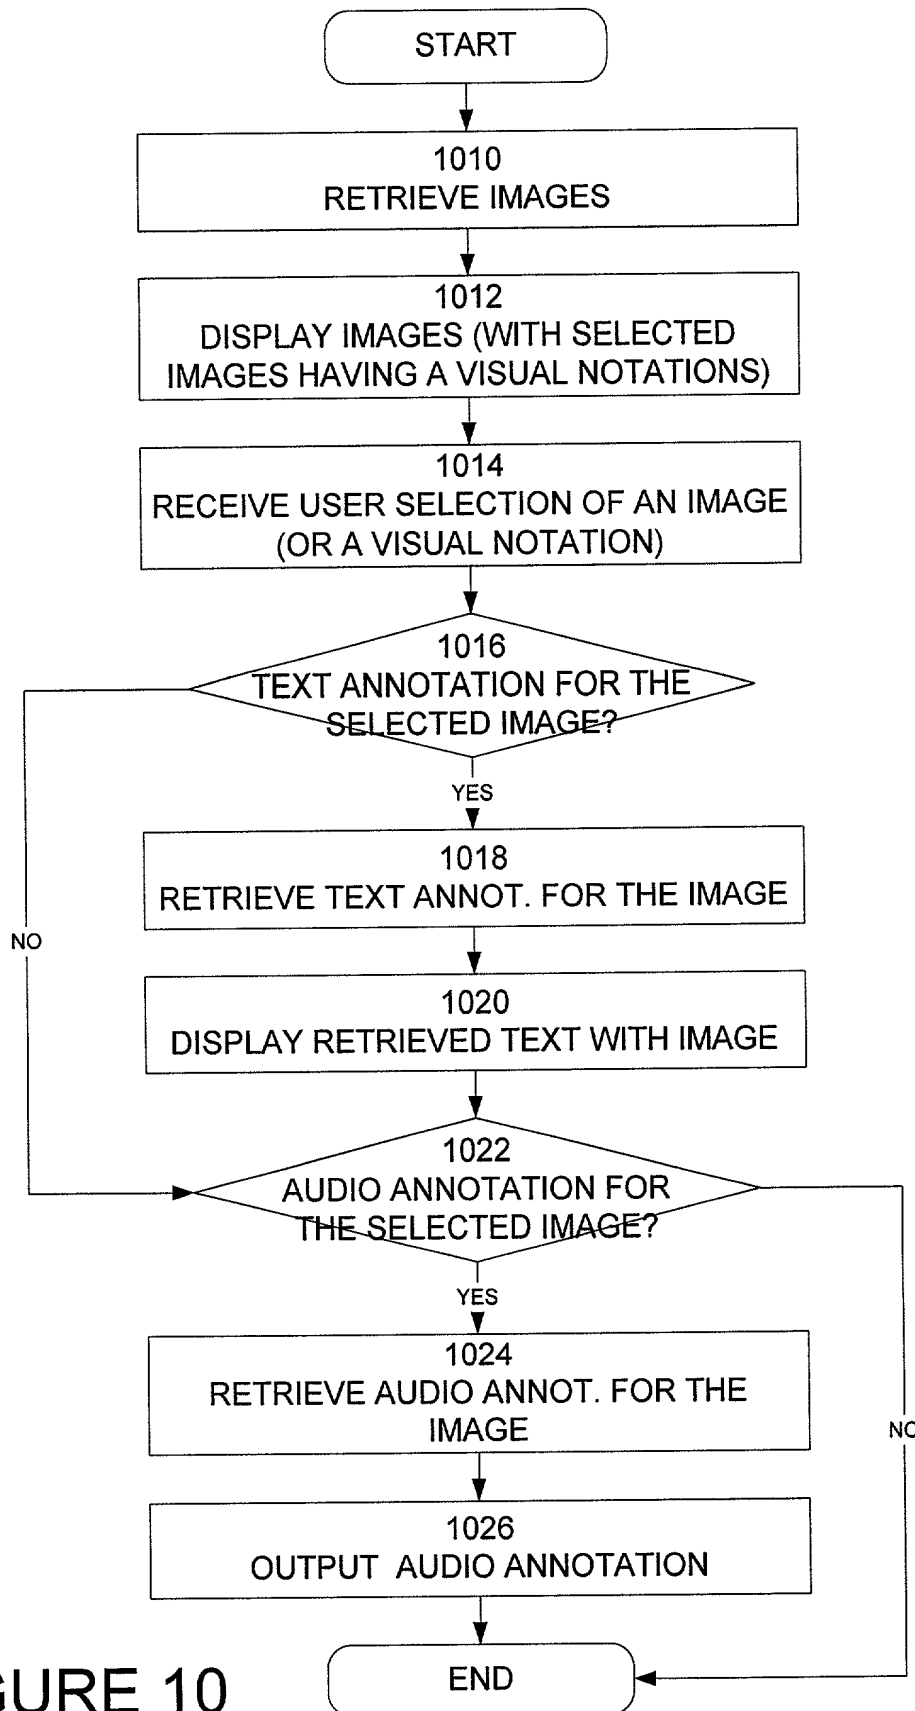 START
1010
RETRIEVE IMAGES
1012
DISPLAY IMAGES (WITH SELECTED
IMAGES HAVING A VISUAL NOTATIONS)
1014
RECEIVE USER SELECTION OF AN IMAGE
(OR A VISUAL NOTATION)
1016
TEXT ANNOTATION FOR THE
SELECTED IMAGE?
YES
1018
RETRIEVE TEXT ANNOT. FOR THE IMAGE
NO
1020
DISPLAY RETRIEVED TEXT WITH IMAGE
1022
AUDIO ANNOTATION FOR
THE SELECTED IMAGE?
YES
1024
RETRIEVE AUDIO ANNOT. FOR THE
IMAGE
NO
1026
OUTPUT AUDIO ANNOTATION
END
GURE 10